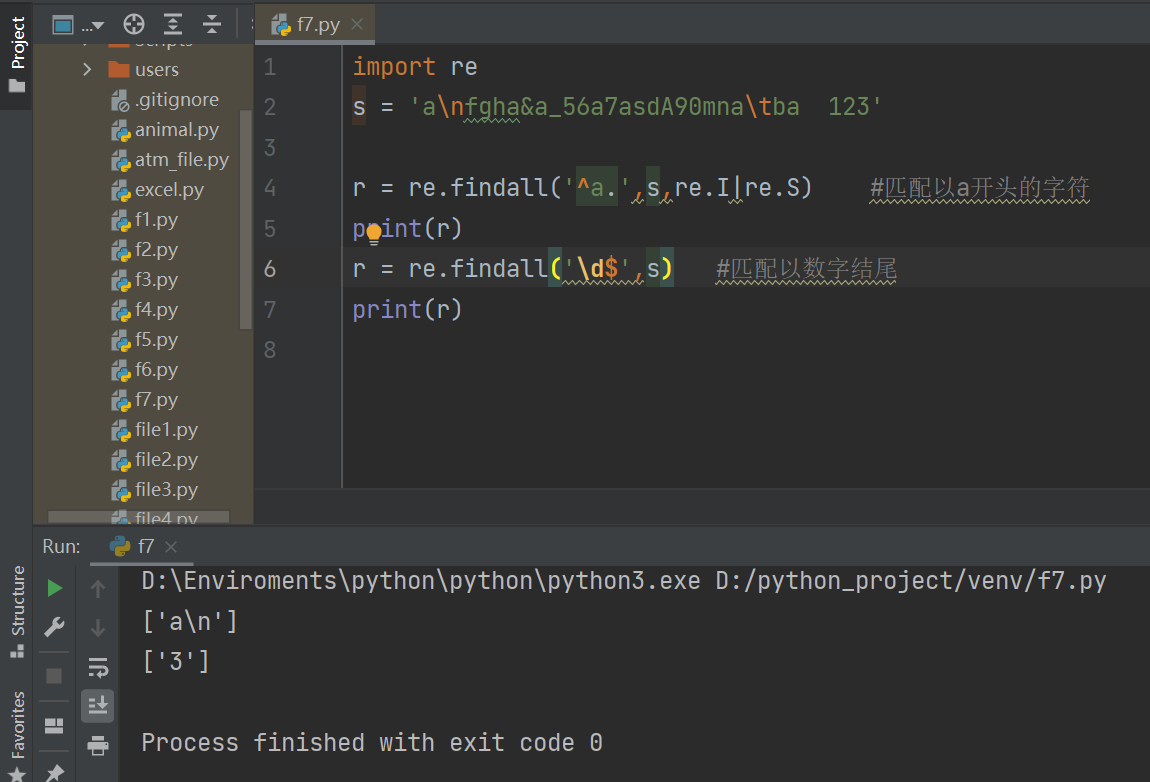 Project
...
f7.py
scripts
users
.gitignore
animal.py
atm_file.py
excel.py
f1.py
f2.py
f3.py
f4.py
f5.py
f6.py
f7.py
file1.py
file2.py
file3.py
file4.py
1 import re
2 s = 'a\nfgha&a_56a7asdA90mna\tba  123'
3
4 r = re.findall('^a.',s,re.I|re.S)    #匹配以a开头的字符
5 print(r)
6 r = re.findall('\d$',s)   #匹配以数字结尾
7 print(r)
8
Run: f7
D:\Enviroments\python\python\python3.exe D:/python_project/venv/f7.py
['a\n']
['3']
Process finished with exit code 0
Structure
Favorites